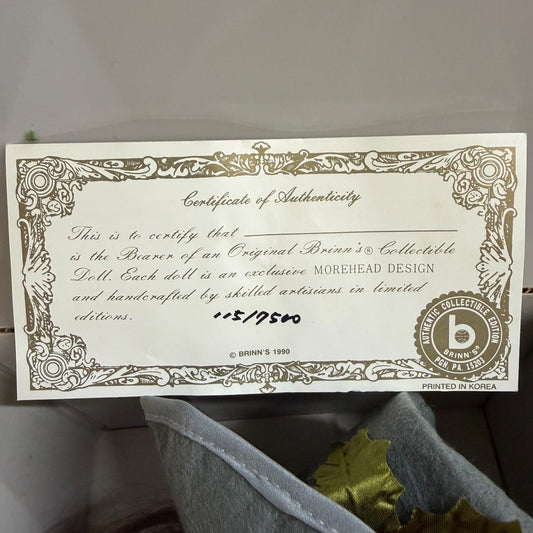 Certificate of Authenticity
This is to certify that
is the Bearer of an Original Brinn's® Collectible
Doll. Each doll is an exclusive MOREHEAD DESIGN
and handcrafted by skilled artisians in limited
editions. 115/7500
© BRINN'S 1990
AUTHENTIC COLLECTIBLE EDITION
b
BRINN'S®
PGH. PA. 15203
PRINTED IN KOREA